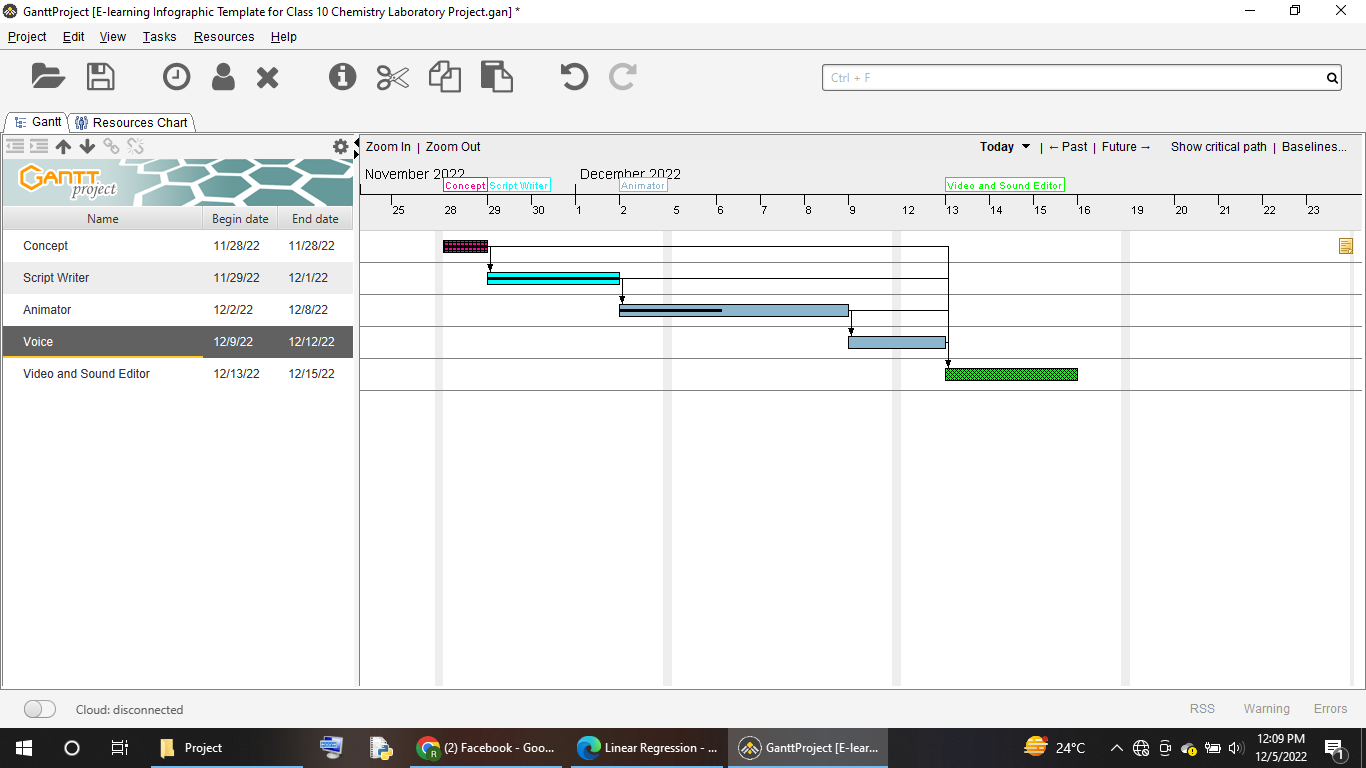 GanttProject [E-learning Infographic Template for Class 10 Chemistry Laboratory Project.gan] *
Project Edit View Tasks Resources Help
Ctrl + F
Gantt Resources Chart
Zoom In | Zoom Out Today | ←Past | Future → Show critical path | Baselines...
GANTT project
November 2022 December 2022
Concept Script Writer Animator Video and Sound Editor
25 28 29 30 1 2 5 6 7 8 9 12 13 14 15 16 19 20 21 22 23
Name Begin date End date
Concept 11/28/22 11/28/22
Script Writer 11/29/22 12/1/22
Animator 12/2/22 12/8/22
Voice 12/9/22 12/12/22
Video and Sound Editor 12/13/22 12/15/22
Cloud: disconnected RSS Warning Errors
Project (2) Facebook - Goo... Linear Regression - ... GanttProject [E-lear... 24°C 12:09 PM
12/5/2022 1